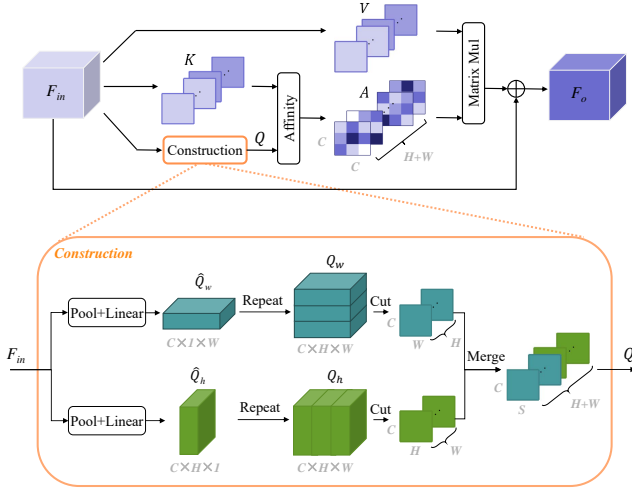 V
K
F_in
A
Affinity
Matrix Mul
F_o
Construction
Q
C
C
H+W
Construction
Q̂_w
Q_w
Pool+Linear
Repeat
Cut
C
W
H
C×1×W
C×H×W
F_in
Merge
C
S
H+W
Q
Q̂_h
Q_h
Pool+Linear
Repeat
Cut
C
H
W
C×H×1
C×H×W